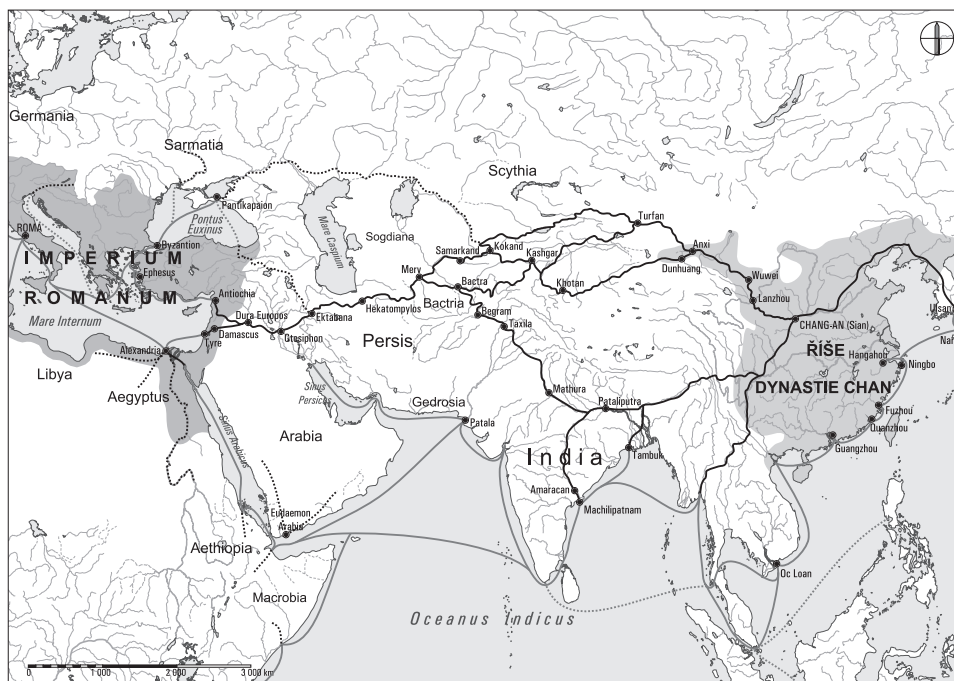 Germania
Sarmatia
Scythia
Pantikapaion
Pontus
Euxinus
Mare Caspium
Sogdiana
Turfan
ROMA
Byzantion
Kokand
Samarkand
Kashgar
Anxi
IMPERIUM
Ephesus
Merv
Bactra
Dunhuang
Wuwei
Khotan
ROMANUM
Antiochia
Bactria
Lanzhou
Hekatompylos
Ektabana
Dura Europos
Begram
Mare Internum
Damascus
Ctesiphon
Taxila
CHANG-AN (Sian)
Ulsan
Tyre
Persis
Alexandria
ŘÍŠE
Hangahou
Ningbo
Libya
DYNASTIE CHAN
Aegyptus
Sinus
Persicus
Gedrosia
Mathura
Pataliputra
Fuzhou
Quanzhou
Sinus Arabicus
Arabia
Patala
India
Tambuk
Guangzhou
Amaracan
Machilipatnam
Eudaemon
Arabia
Aethiopia
Oc Loan
Macrobia
Oceanus Indicus
0 1 000 2 000 3 000 km